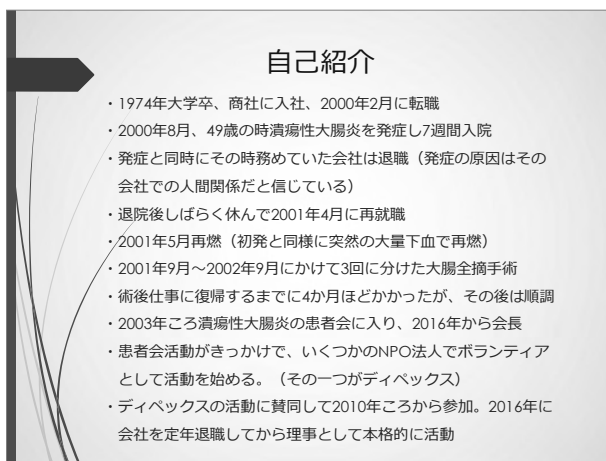 自己紹介
・1974年大学卒、商社に入社、2000年2月に転職
・2000年8月、49歳の時潰瘍性大腸炎を発症し7週間入院
・発症と同時にその時務めていた会社は退職（発症の原因はその
会社での人間関係だと信じている）
・退院後しばらく休んで2001年4月に再就職
・2001年5月再燃（初発と同様に突然の大量下血で再燃）
・2001年9月～2002年9月にかけて3回に分けた大腸全摘手術
・術後仕事に復帰するまでに4か月ほどかかったが、その後は順調
・2003年ころ潰瘍性大腸炎の患者会に入り、2016年から会長
・患者会活動がきっかけで、いくつかのNPO法人でボランティア
として活動を始める。（その一つがディペックス）
・ディペックスの活動に賛同して2010年ころから参加。2016年に
会社を定年退職してから理事として本格的に活動